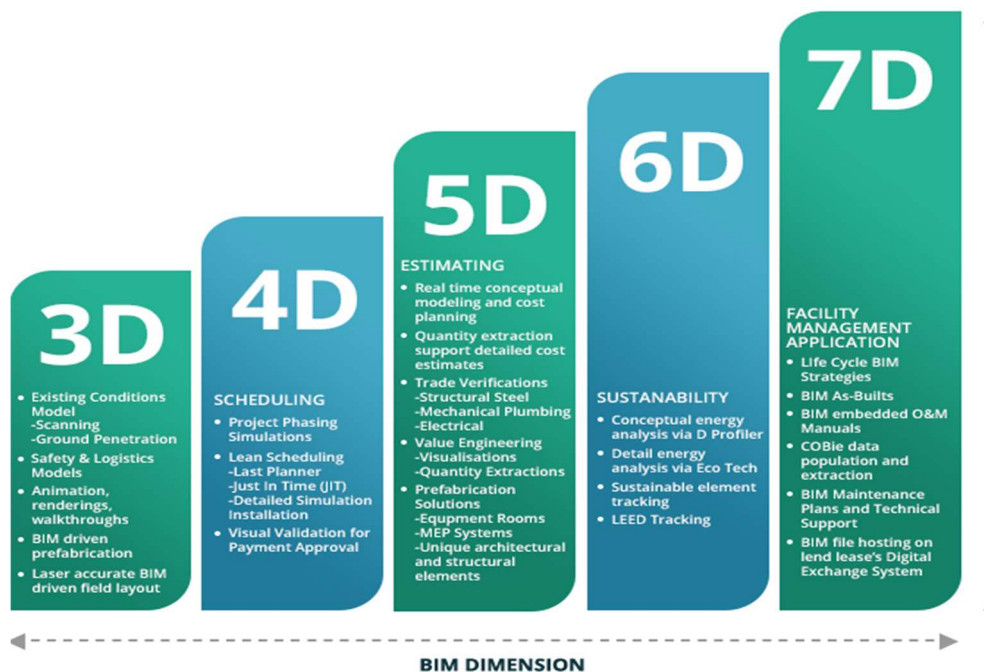 3D
• Existing Conditions
Model
-Scanning
-Ground Penetration
• Safety & Logistics
Models
• Animation,
renderings,
walkthroughs
• BIM driven
prefabrication
• Laser accurate BIM
driven field layout
4D
SCHEDULING
• Project Phasing
Simulations
• Lean Scheduling
-Last Planner
-Just In Time (JIT)
-Detailed Simulation
Installation
• Visual Validation for
Payment Approval
5D
ESTIMATING
• Real time conceptual
modeling and cost
planning
• Quantity extraction
support detailed cost
estimates
• Trade Verifications
-Structural Steel
-Mechanical Plumbing
-Electrical
• Value Engineering
-Visualisations
-Quantity Extractions
• Prefabrication
Solutions
-Equpment Rooms
-MEP Systems
-Unique architectural
and structural
elements
6D
SUSTANABILITY
• Conceptual energy
analysis via D Profiler
• Detail energy
analysis via Eco Tech
• Sustainable element
tracking
• LEED Tracking
7D
FACILITY
MANAGEMENT
APPLICATION
• LIfe Cycle BIM
Strategies
• BIM As-Builts
• BIM embedded O&M
Manuals
• COBie data
population and
extraction
• BIM Maintenance
Plans and Technical
Support
• BIM file hosting on
lend lease's Digital
Exchange System
BIM DIMENSION